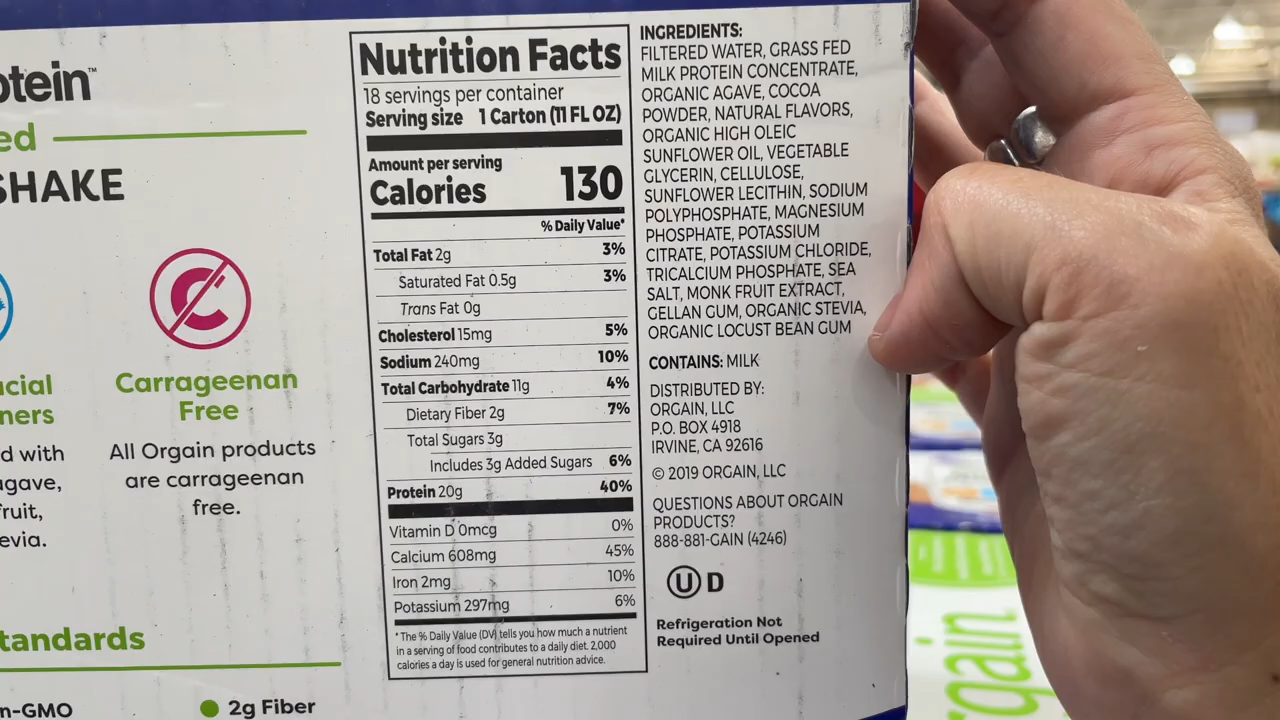 Nutrition Facts
18 servings per container
Serving size 1 Carton (11 FL OZ)
Amount per serving
Calories 130
% Daily Value*
Total Fat 2g 3%
Saturated Fat 0.5g 3%
Trans Fat 0g
Cholesterol 15mg 5%
Sodium 240mg 10%
Total Carbohydrate 11g 4%
Dietary Fiber 2g 7%
Total Sugars 3g
Includes 3g Added Sugars 6%
Protein 20g 40%
Vitamin D 0mcg 0%
Calcium 608mg 45%
Iron 2mg 10%
Potassium 297mg 6%
* The % Daily Value (DV) tells you how much a nutrient
in a serving of food contributes to a daily diet. 2,000
calories a day is used for general nutrition advice.
INGREDIENTS:
FILTERED WATER, GRASS FED
MILK PROTEIN CONCENTRATE,
ORGANIC AGAVE, COCOA
POWDER, NATURAL FLAVORS,
ORGANIC HIGH OLEIC
SUNFLOWER OIL, VEGETABLE
GLYCERIN, CELLULOSE,
SUNFLOWER LECITHIN, SODIUM
POLYPHOSPHATE, MAGNESIUM
PHOSPHATE, POTASSIUM
CITRATE, POTASSIUM CHLORIDE,
TRICALCIUM PHOSPHATE, SEA
SALT, MONK FRUIT EXTRACT,
GELLAN GUM, ORGANIC STEVIA,
ORGANIC LOCUST BEAN GUM
CONTAINS: MILK
DISTRIBUTED BY:
ORGAIN, LLC
P.O. BOX 4918
IRVINE, CA 92616
© 2019 ORGAIN, LLC
QUESTIONS ABOUT ORGAIN
PRODUCTS?
888-881-GAIN (4246)
U D
Refrigeration Not
Required Until Opened
otein™
ed
SHAKE
C
Carrageenan
Free
All Orgain products
are carrageenan
free.
icial
ners
d with
agave,
fruit,
evia.
tandards
n-GMO
2g Fiber
rgain